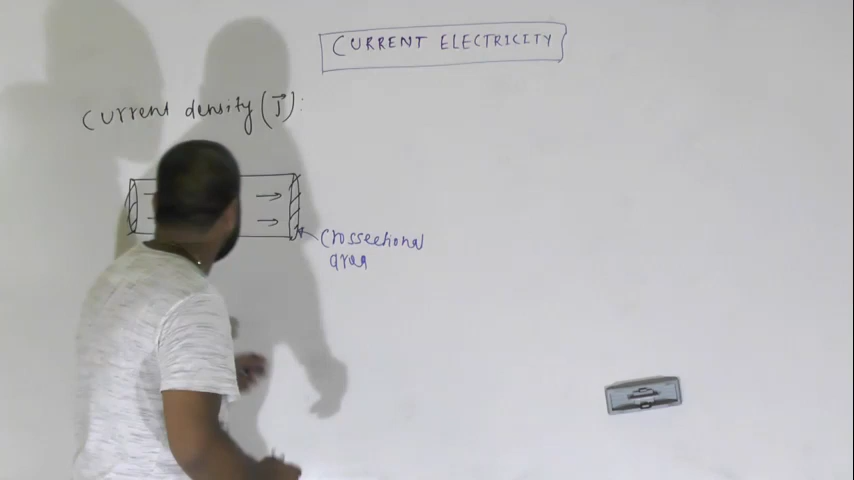 CURRENT ELECTRICITY
Current density (J⃗):
Crossectional
area